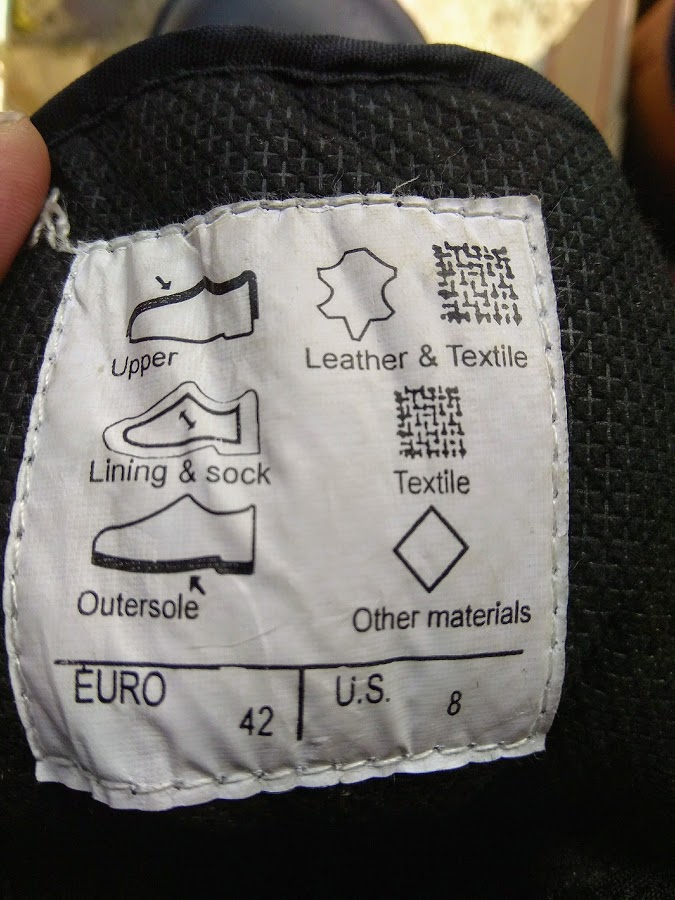 Upper
Leather & Textile
Lining & sock
Textile
Outersole
Other materials
EURO 42
U.S. 8